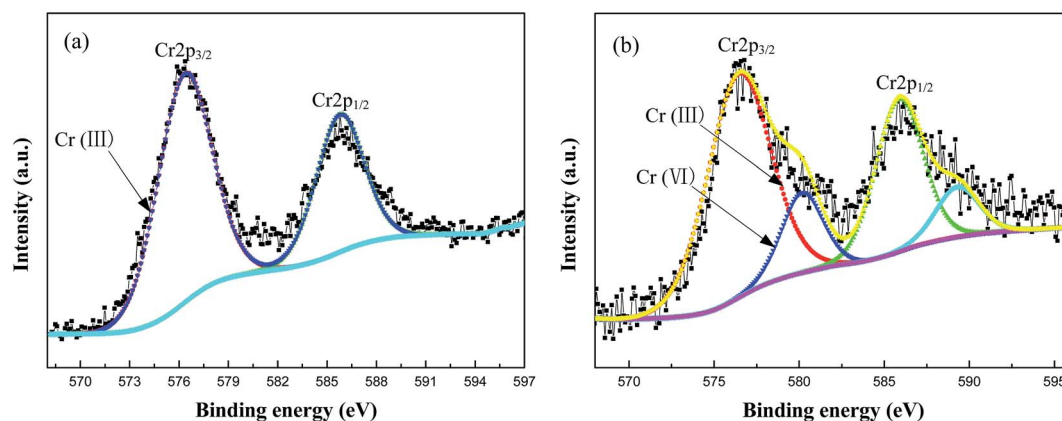 (a)
Cr2p3/2
Cr2p1/2
Cr (III)
Intensity (a.u.)
570 573 576 579 582 585 588 591 594 597
Binding energy (eV)
(b)
Cr2p3/2
Cr2p1/2
Cr (III)
Cr (VI)
Intensity (a.u.)
570 575 580 585 590 595
Binding energy (eV)